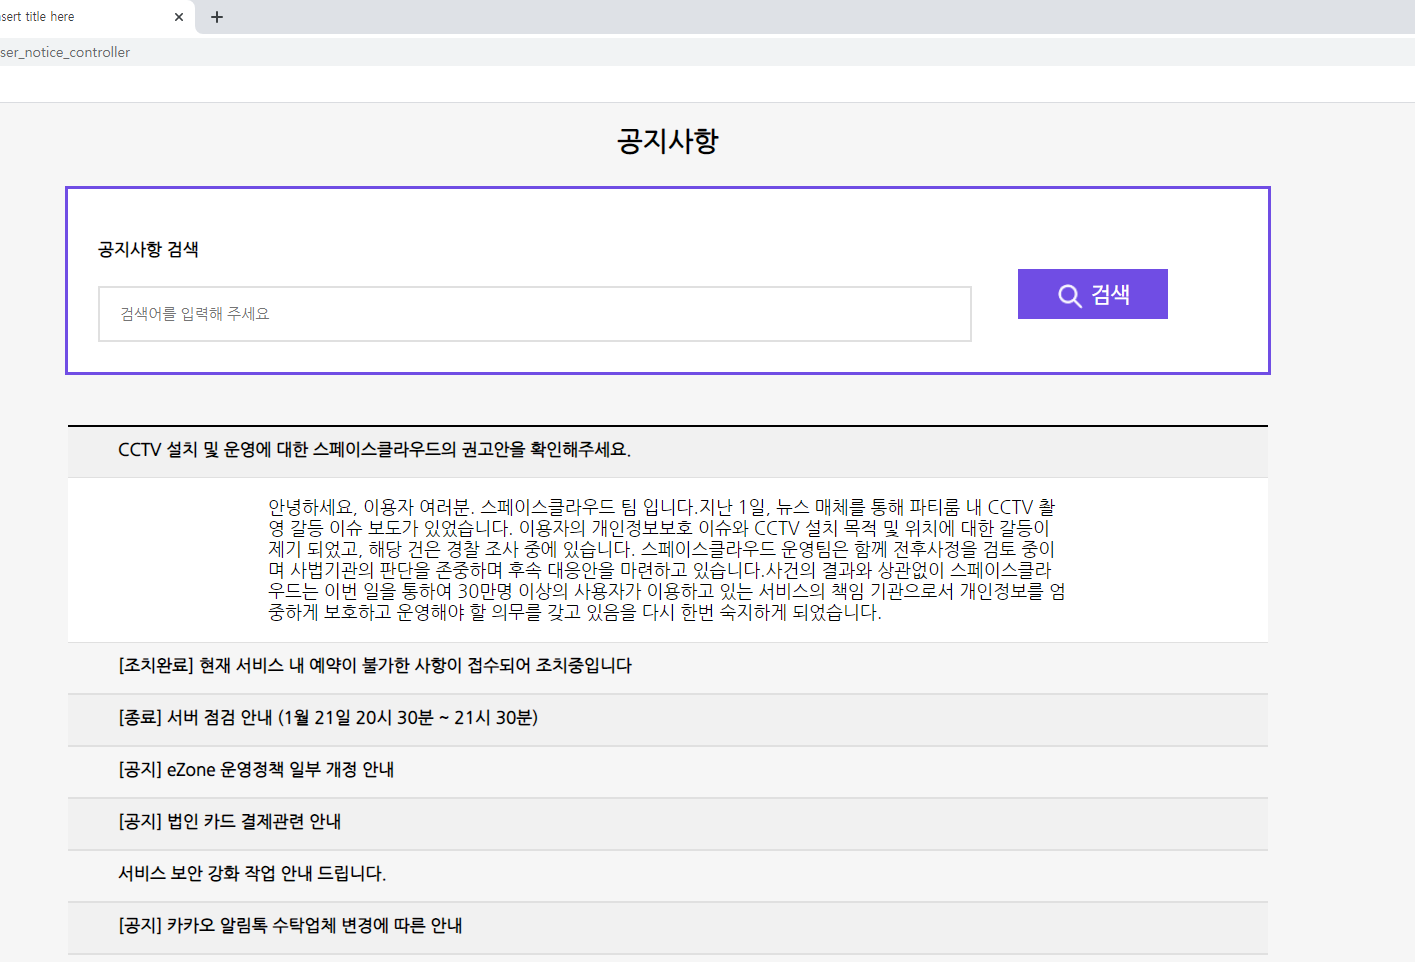 sert title here
ser_notice_controller
공지사항
공지사항 검색
검색어를 입력해 주세요
검색
CCTV 설치 및 운영에 대한 스페이스클라우드의 권고안을 확인해주세요.
안녕하세요, 이용자 여러분. 스페이스클라우드 팀 입니다.지난 1일, 뉴스 매체를 통해 파티룸 내 CCTV 촬
영 갈등 이슈 보도가 있었습니다. 이용자의 개인정보보호 이슈와 CCTV 설치 목적 및 위치에 대한 갈등이
제기 되었고, 해당 건은 경찰 조사 중에 있습니다. 스페이스클라우드 운영팀은 함께 전후사정을 검토 중이
며 사법기관의 판단을 존중하며 후속 대응안을 마련하고 있습니다.사건의 결과와 상관없이 스페이스클라
우드는 이번 일을 통하여 30만명 이상의 사용자가 이용하고 있는 서비스의 책임 기관으로서 개인정보를 엄
중하게 보호하고 운영해야 할 의무를 갖고 있음을 다시 한번 숙지하게 되었습니다.
[조치완료] 현재 서비스 내 예약이 불가한 사항이 접수되어 조치중입니다
[종료] 서버 점검 안내 (1월 21일 20시 30분 ~ 21시 30분)
[공지] eZone 운영정책 일부 개정 안내
[공지] 법인 카드 결제관련 안내
서비스 보안 강화 작업 안내 드립니다.
[공지] 카카오 알림톡 수탁업체 변경에 따른 안내